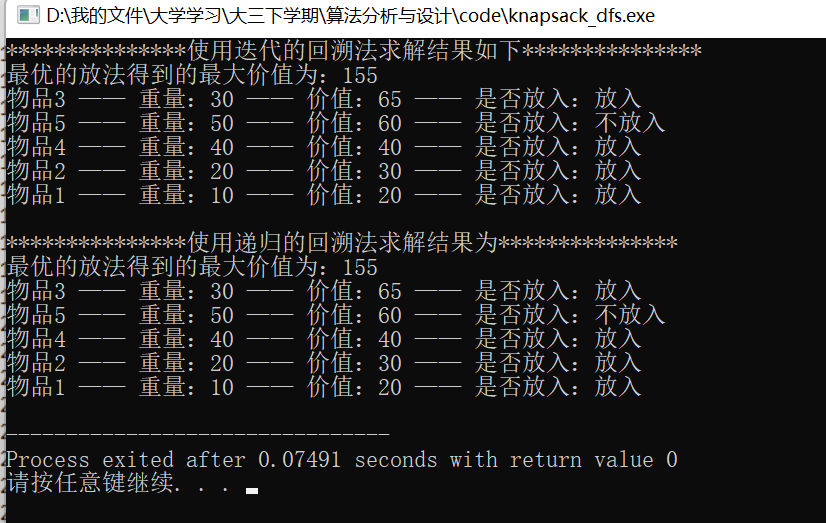 D:\我的文件\大学学习\大三下学期\算法分析与设计\code\knapsack_dfs.exe
***************使用迭代的回溯法求解结果如下***************
最优的放法得到的最大价值为：155
物品3 —— 重量：30 —— 价值：65 —— 是否放入：放入
物品5 —— 重量：50 —— 价值：60 —— 是否放入：不放入
物品4 —— 重量：40 —— 价值：40 —— 是否放入：放入
物品2 —— 重量：20 —— 价值：30 —— 是否放入：放入
物品1 —— 重量：10 —— 价值：20 —— 是否放入：放入
***************使用递归的回溯法求解结果为***************
最优的放法得到的最大价值为：155
物品3 —— 重量：30 —— 价值：65 —— 是否放入：放入
物品5 —— 重量：50 —— 价值：60 —— 是否放入：不放入
物品4 —— 重量：40 —— 价值：40 —— 是否放入：放入
物品2 —— 重量：20 —— 价值：30 —— 是否放入：放入
物品1 —— 重量：10 —— 价值：20 —— 是否放入：放入
--------------------------------
Process exited after 0.07491 seconds with return value 0
请按任意键继续. . .